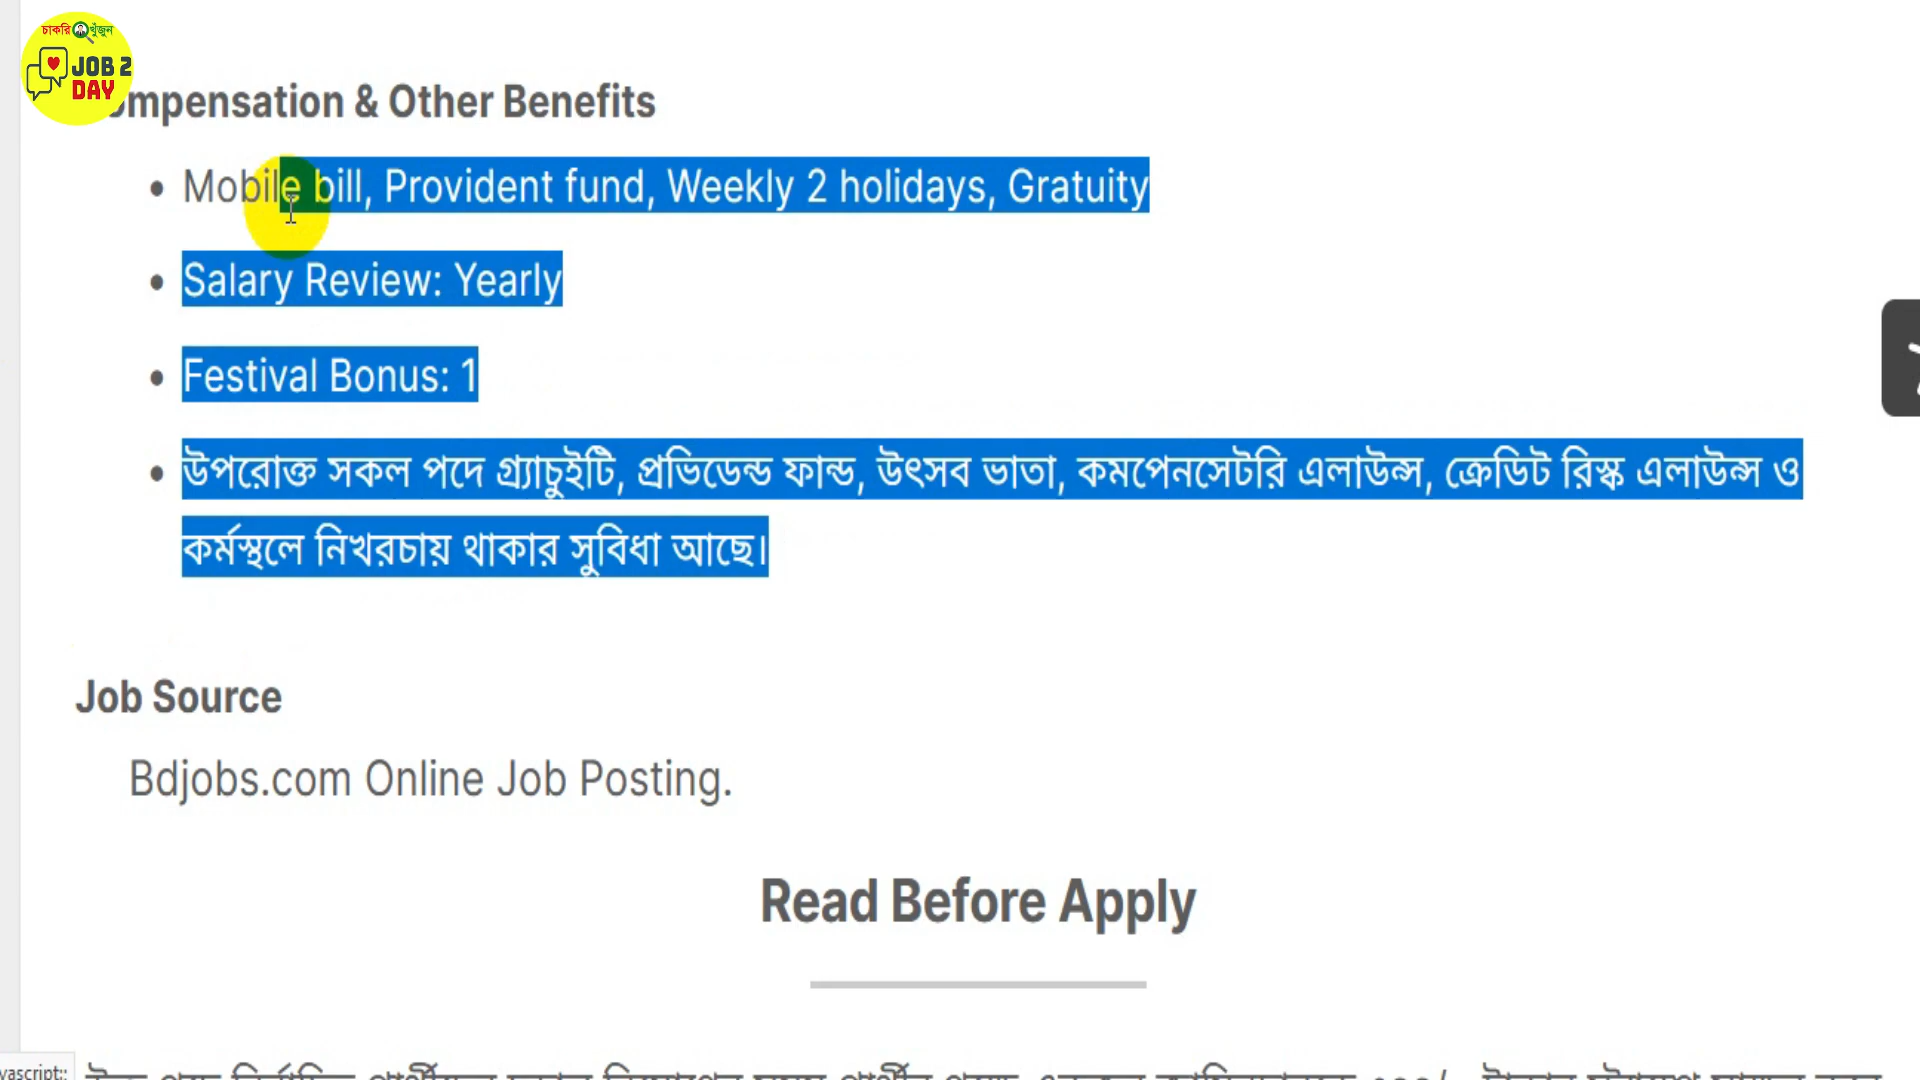 চাকরি খুঁজুন
JOB 2
DAY
ompensation & Other Benefits
Mobile bill, Provident fund, Weekly 2 holidays, Gratuity
Salary Review: Yearly
Festival Bonus: 1
উপরোক্ত সকল পদে গ্র্যাচুইটি, প্রভিডেন্ড ফান্ড, উৎসব ভাতা, কমপেনসেটরি এলাউন্স, ক্রেডিট রিস্ক এলাউন্স ও
কর্মস্থলে নিখরচায় থাকার সুবিধা আছে।
Job Source
Bdjobs.com Online Job Posting.
Read Before Apply
vascript:;